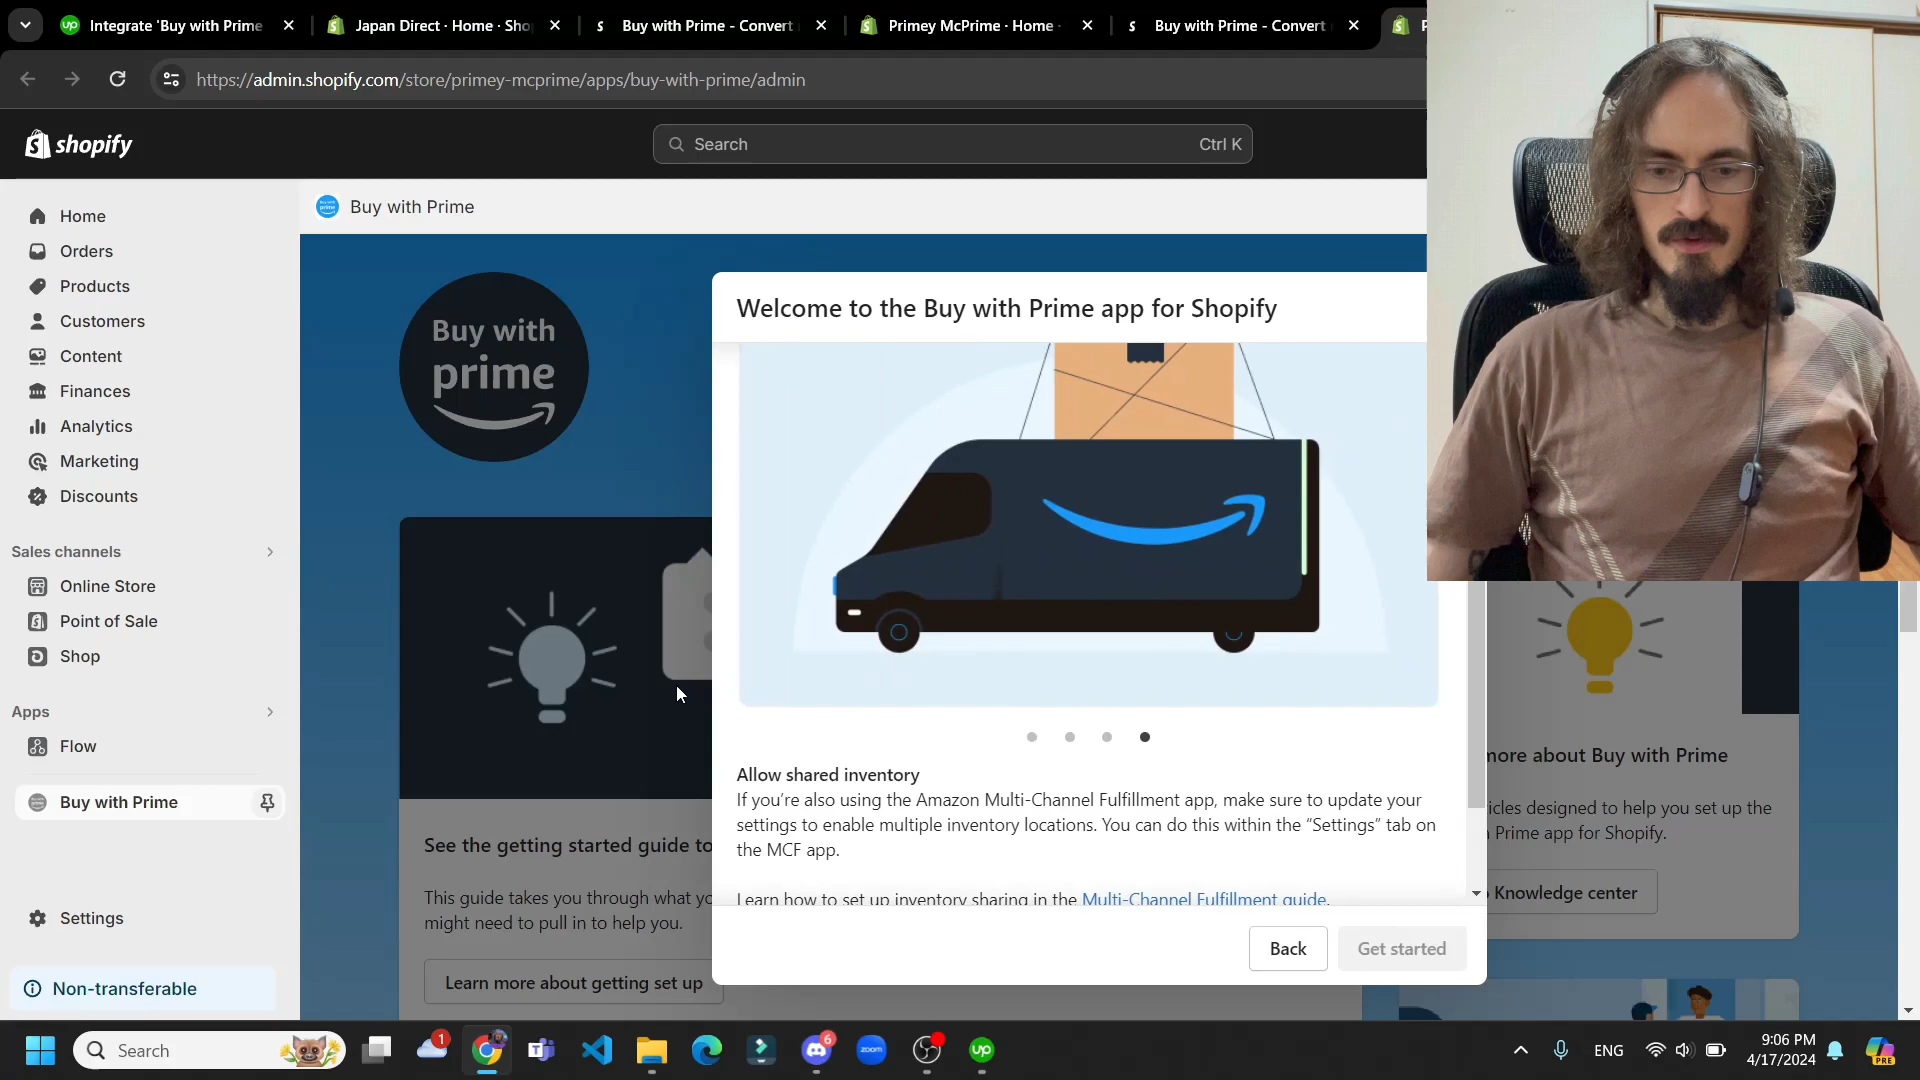 Integrate 'Buy with Prime
Japan Direct · Home · Sho
Buy with Prime - Convert
Primey McPrime · Home ·
Buy with Prime - Convert
https://admin.shopify.com/store/primey-mcprime/apps/buy-with-prime/admin
shopify
Search
Ctrl K
Home
Orders
Products
Customers
Content
Finances
Analytics
Marketing
Discounts
Sales channels
Online Store
Point of Sale
Shop
Apps
Flow
Buy with Prime
Settings
Non-transferable
Buy with Prime
Buy with
prime
See the getting started guide to
This guide takes you through what yo
might need to pull in to help you.
Learn more about getting set up
Welcome to the Buy with Prime app for Shopify
Allow shared inventory
If you're also using the Amazon Multi-Channel Fulfillment app, make sure to update your
settings to enable multiple inventory locations. You can do this within the "Settings" tab on
the MCF app.
Learn how to set up inventory sharing in the Multi-Channel Fulfillment guide.
Back
Get started
more about Buy with Prime
icles designed to help you set up the
Prime app for Shopify.
Knowledge center
Search
1
6
zoom
up
ENG
9:06 PM
4/17/2024
PRE